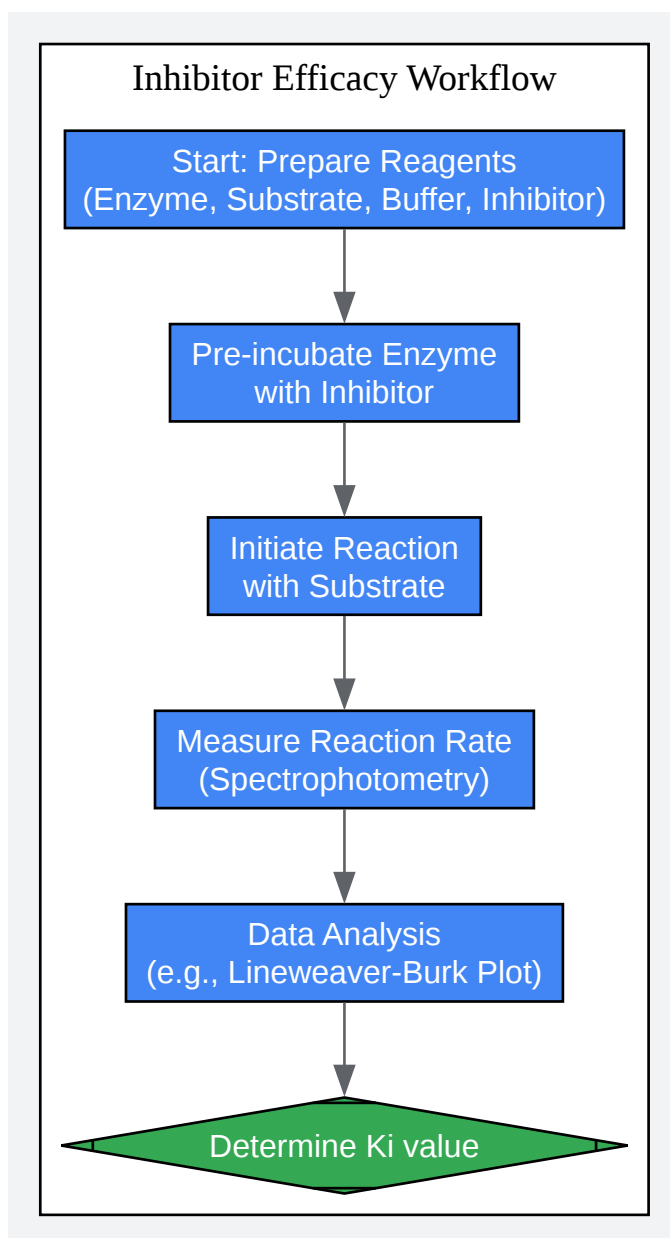 Inhibitor Efficacy Workflow
Start: Prepare Reagents
(Enzyme, Substrate, Buffer, Inhibitor)
Pre-incubate Enzyme
with Inhibitor
Initiate Reaction
with Substrate
Measure Reaction Rate
(Spectrophotometry)
Data Analysis
(e.g., Lineweaver-Burk Plot)
Determine Ki value